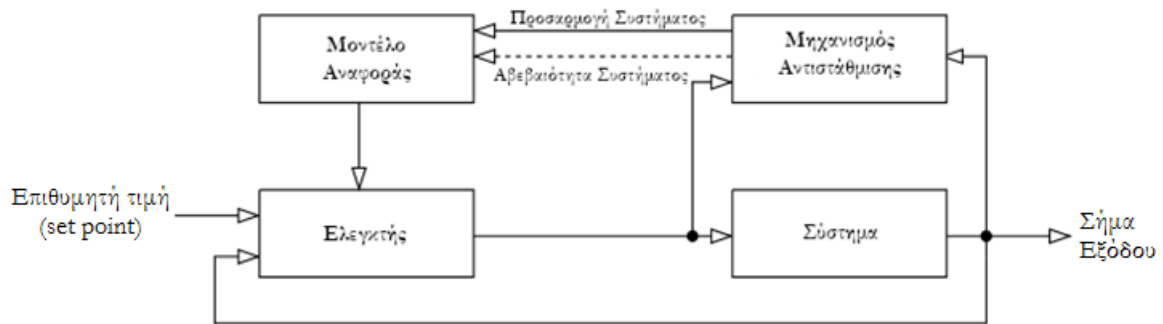 Προσαρμογή Συστήματος
Μοντέλο
Αναφοράς
Μηχανισμός
Αντιστάθμισης
Αβεβαιότητα Συστήματος
Επιθυμητή τιμή
(set point)
Ελεγκτής
Σύστημα
Σήμα
Εξόδου